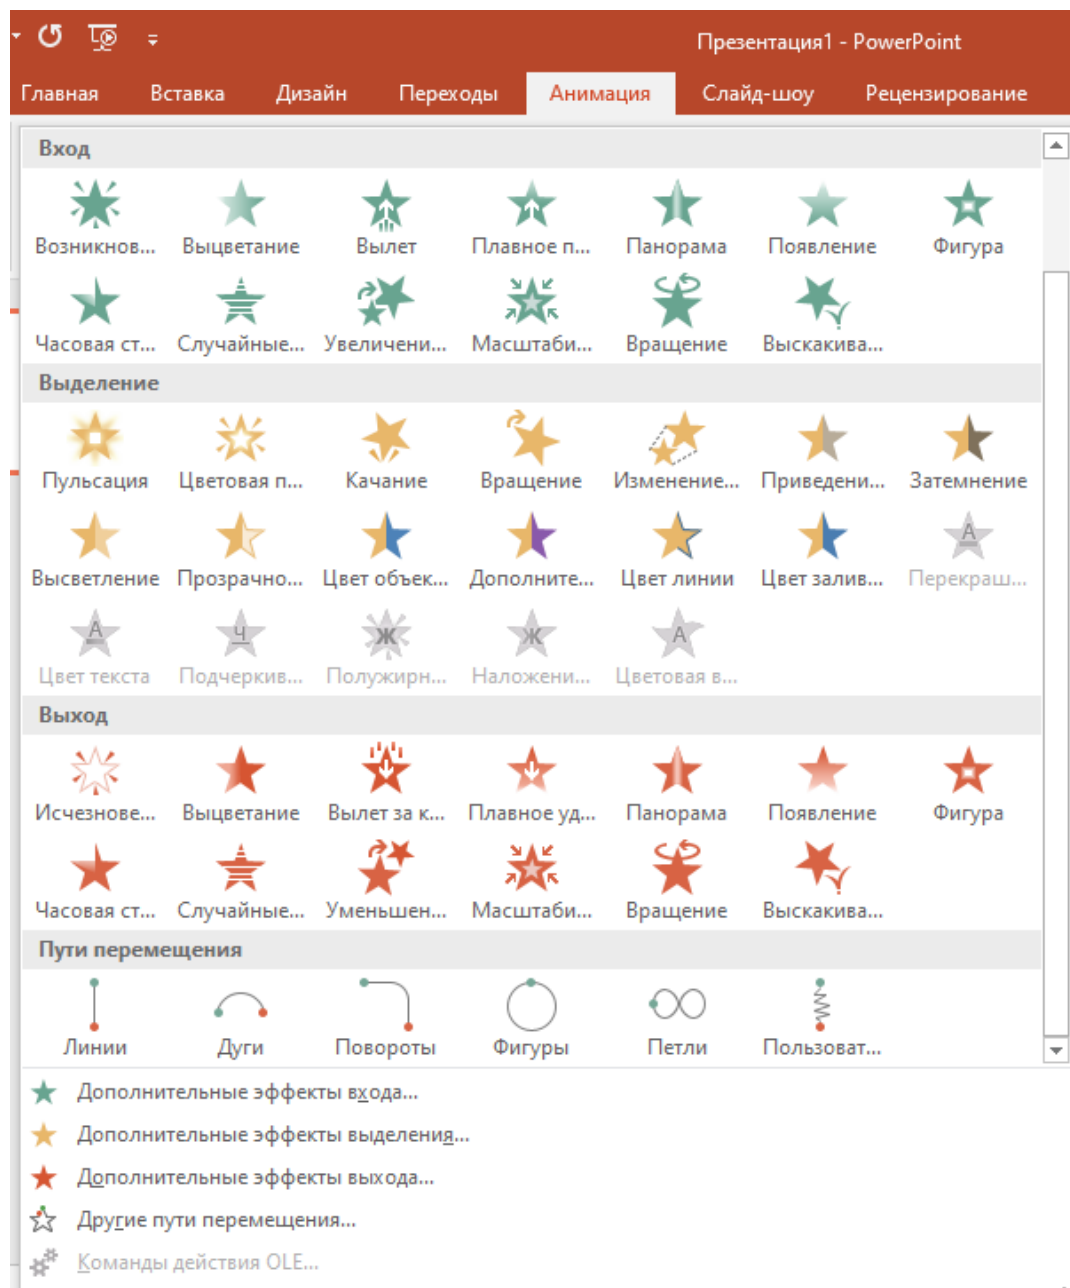 Презентация1 - PowerPoint
Главная Вставка Дизайн Переходы Анимация Слайд-шоу Рецензирование
Вход
Возникнов... Выцветание Вылет Плавное п... Панорама Появление Фигура
Часовая ст... Случайные... Увеличени... Масштаби... Вращение Выскакива...
Выделение
Пульсация Цветовая п... Качание Вращение Изменение... Приведени... Затемнение
Высветление Прозрачно... Цвет объек... Дополните... Цвет линии Цвет залив... Перекраш...
Цвет текста Подчеркив... Полужирн... Наложени... Цветовая в...
Выход
Исчезнове... Выцветание Вылет за к... Плавное уд... Панорама Появление Фигура
Часовая ст... Случайные... Уменьшен... Масштаби... Вращение Выскакива...
Пути перемещения
Линии Дуги Повороты Фигуры Петли Пользоват...
Дополнительные эффекты входа...
Дополнительные эффекты выделения...
Дополнительные эффекты выхода...
Другие пути перемещения...
Команды действия OLE...